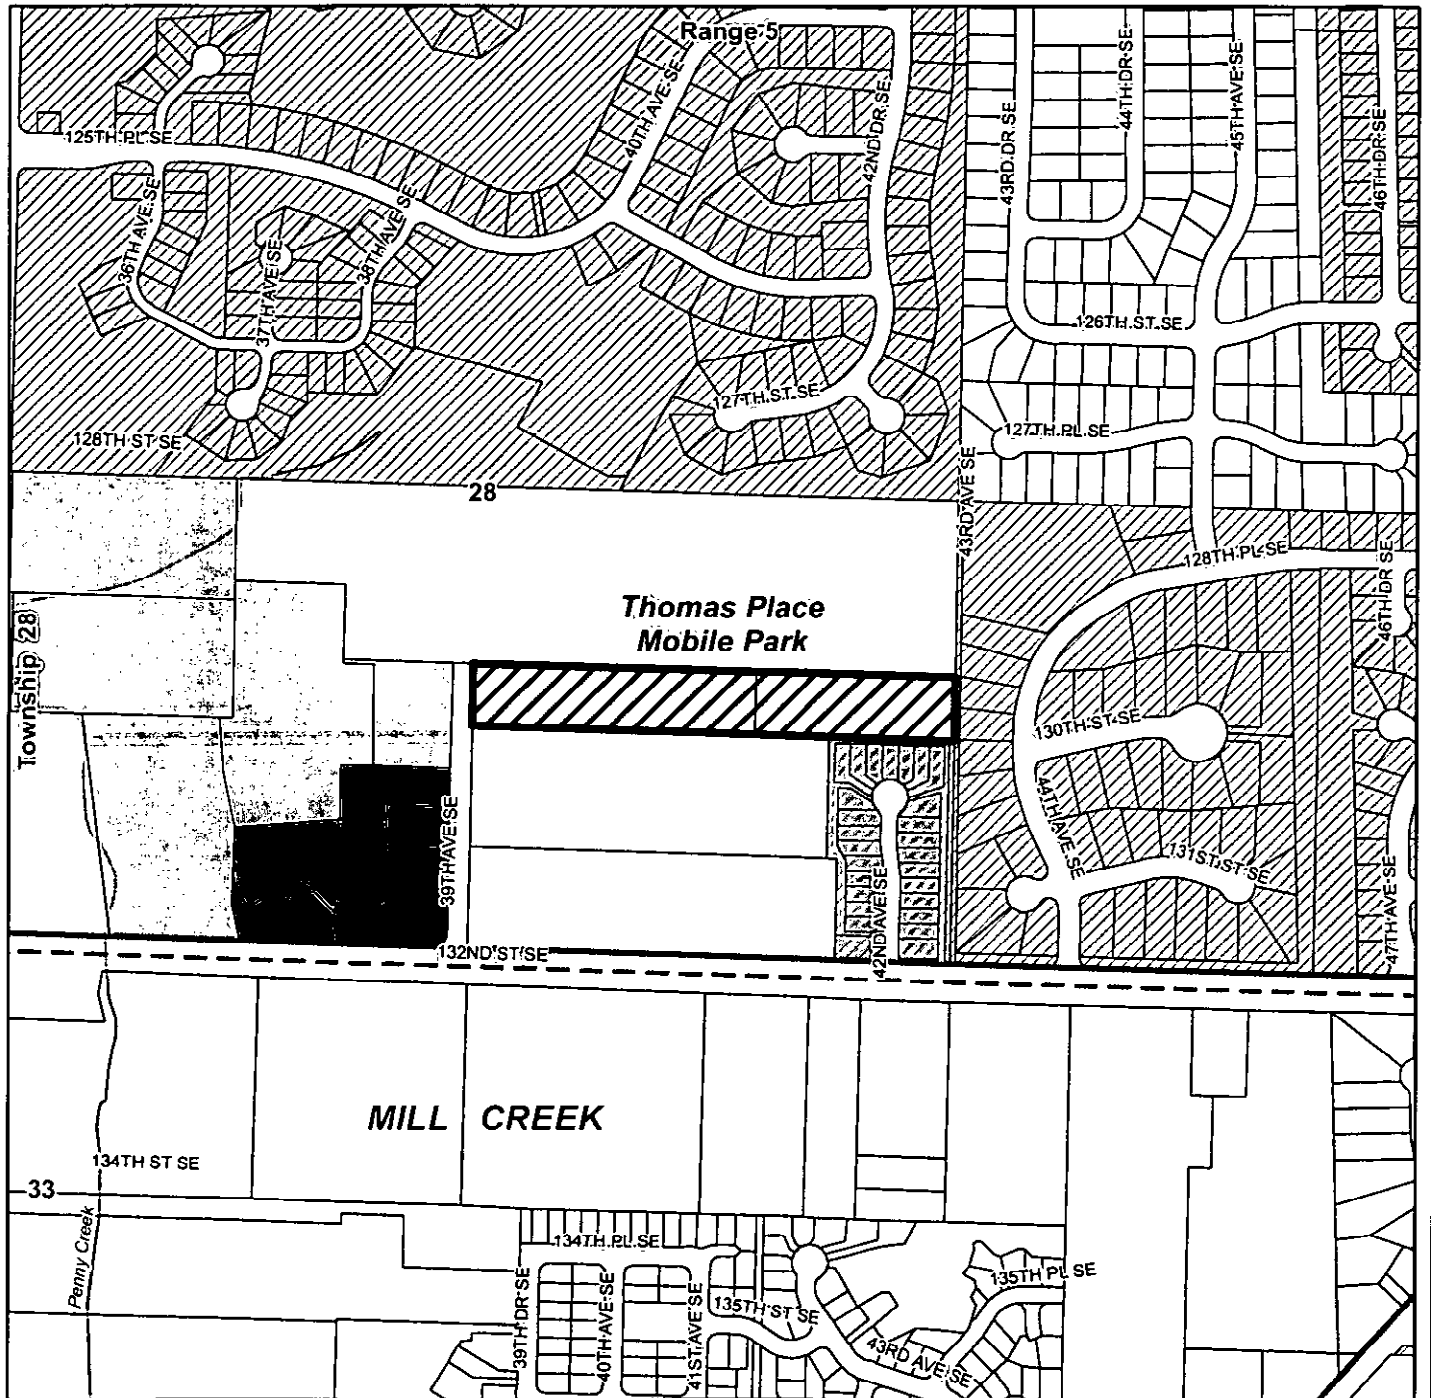 Range 5
40TH AVE SE
42ND DR SE
43RD DR SE
44TH DR SE
45TH AVE SE
46TH DR SE
125TH PL SE
36TH AVE SE
37TH AVE SE
38TH AVE SE
126TH ST SE
127TH ST SE
127TH PL SE
128TH ST SE
28
43RD AVE SE
128TH PL SE
46TH DR SE
Thomas Place
Mobile Park
Township 28
130TH ST SE
44TH AVE SE
131ST ST SE
39TH AVE SE
42ND AVE SE
47TH AVE SE
132ND ST SE
MILL CREEK
134TH ST SE
33
Penny Creek
134TH PL SE
39TH DR SE
40TH AVE SE
41ST AVE SE
135TH ST SE
135TH PL SE
43RD AVE SE